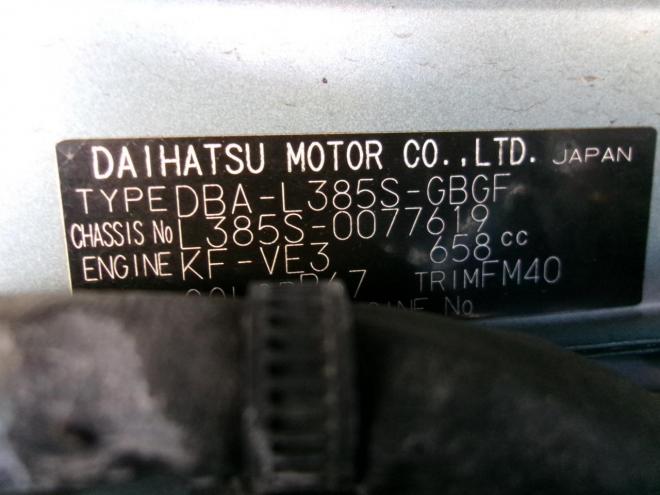 DAIHATSU MOTOR CO.,LTD. JAPAN
TYPE DBA-L385S-GBGF
CHASSIS No L385S-0077619
ENGINE KF-VE3 658 cc
TRIM FM40
No